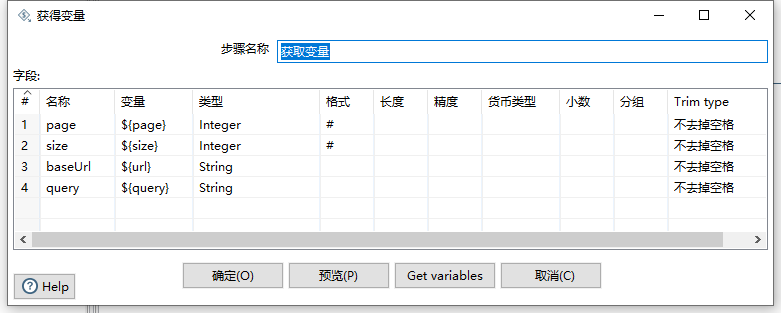 获得变量
步骤名称 获取变量
字段:
# 名称 变量 类型 格式 长度 精度 货币类型 小数 分组 Trim type
1 page ${page} Integer # 不去掉空格
2 size ${size} Integer # 不去掉空格
3 baseUrl ${url} String 不去掉空格
4 query ${query} String 不去掉空格
确定(O) 预览(P) Get variables 取消(C)
Help